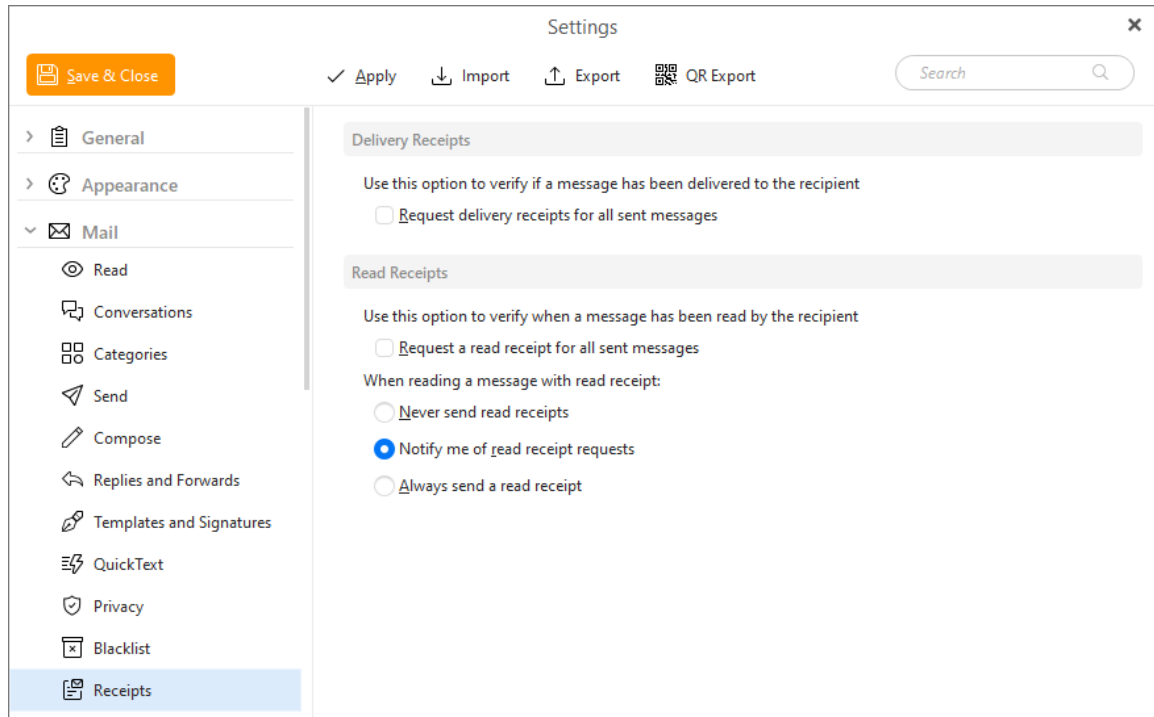 Settings
Save & Close
Apply
Import
Export
QR Export
Search
General
Appearance
Mail
Read
Conversations
Categories
Send
Compose
Replies and Forwards
Templates and Signatures
QuickText
Privacy
Blacklist
Receipts
Delivery Receipts
Use this option to verify if a message has been delivered to the recipient
Request delivery receipts for all sent messages
Read Receipts
Use this option to verify when a message has been read by the recipient
Request a read receipt for all sent messages
When reading a message with read receipt:
Never send read receipts
Notify me of read receipt requests
Always send a read receipt